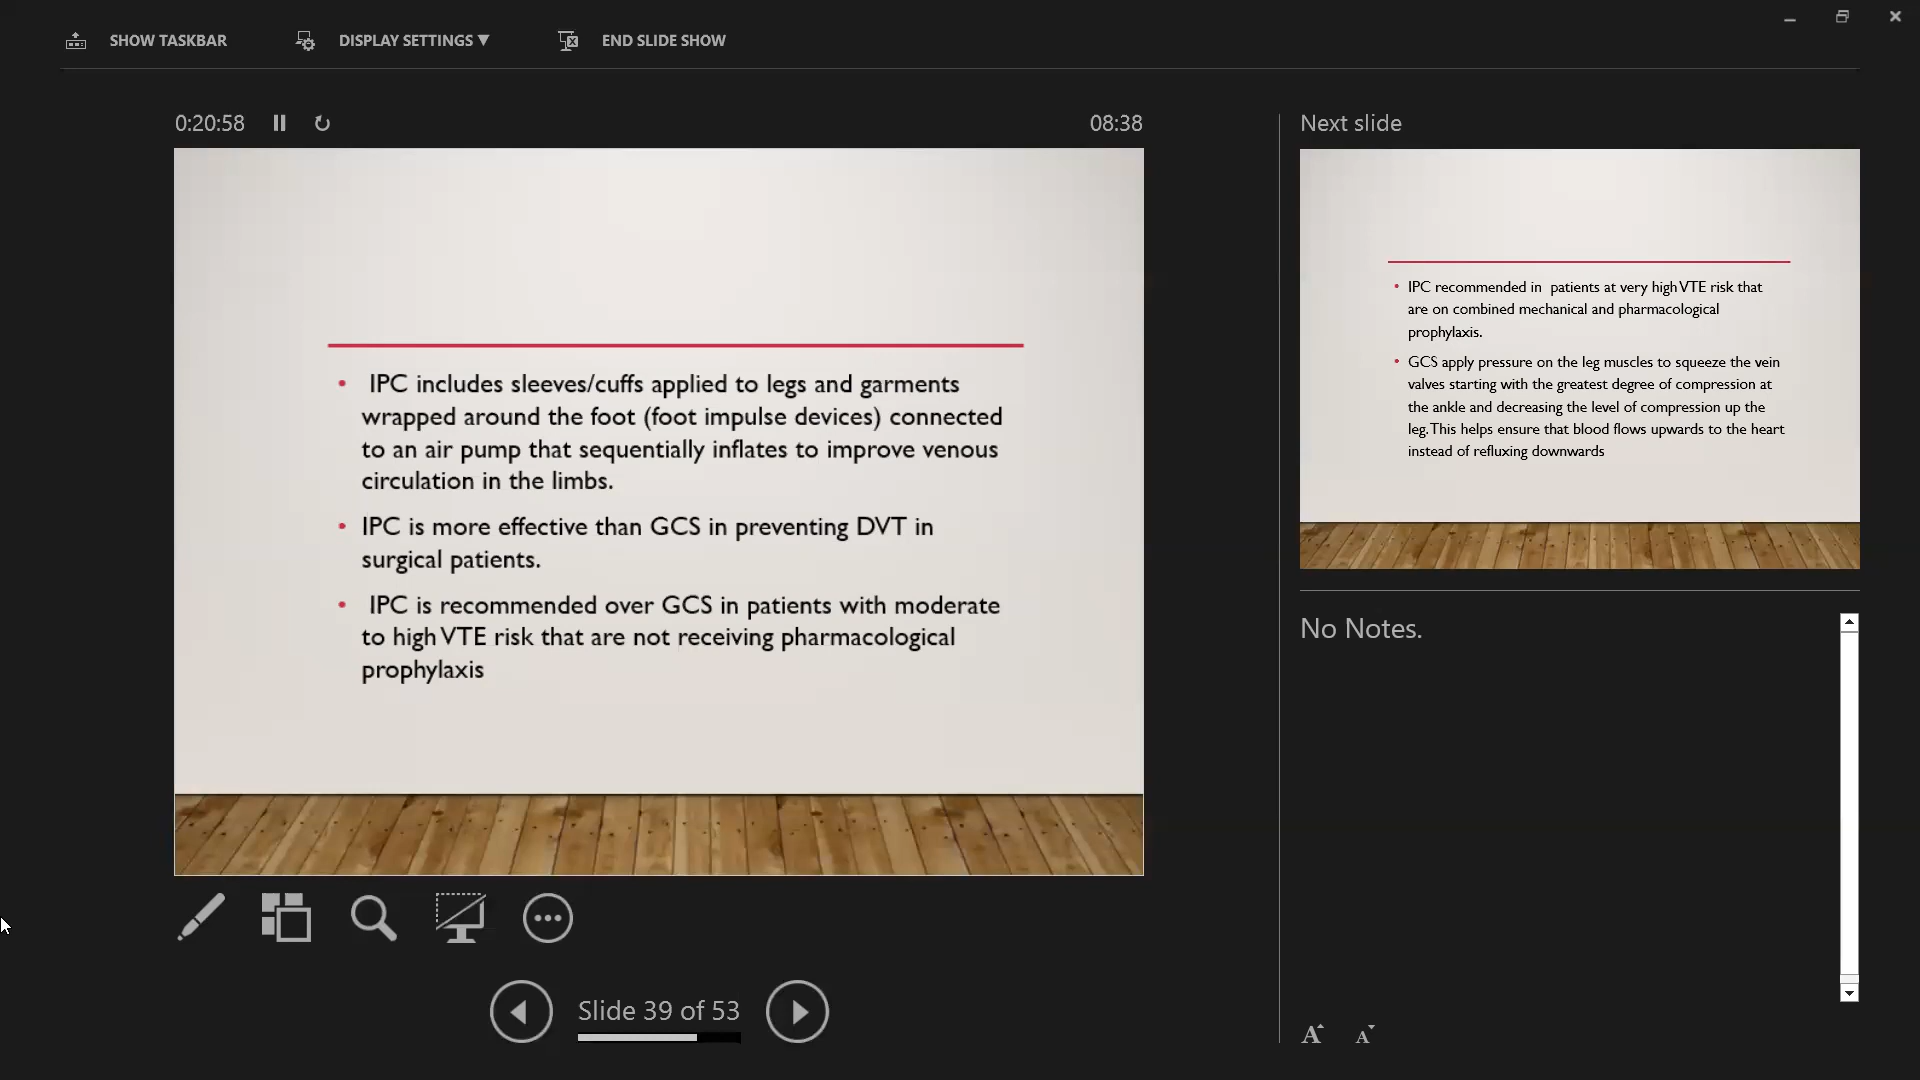 SHOW TASKBAR
DISPLAY SETTINGS ▼
END SLIDE SHOW
0:20:58
08:38
• IPC includes sleeves/cuffs applied to legs and garments
wrapped around the foot (foot impulse devices) connected
to an air pump that sequentially inflates to improve venous
circulation in the limbs.
• IPC is more effective than GCS in preventing DVT in
surgical patients.
• IPC is recommended over GCS in patients with moderate
to high VTE risk that are not receiving pharmacological
prophylaxis
Slide 39 of 53
Next slide
• IPC recommended in patients at very high VTE risk that
are on combined mechanical and pharmacological
prophylaxis.
• GCS apply pressure on the leg muscles to squeeze the vein
valves starting with the greatest degree of compression at
the ankle and decreasing the level of compression up the
leg. This helps ensure that blood flows upwards to the heart
instead of refluxing downwards
No Notes.
A A